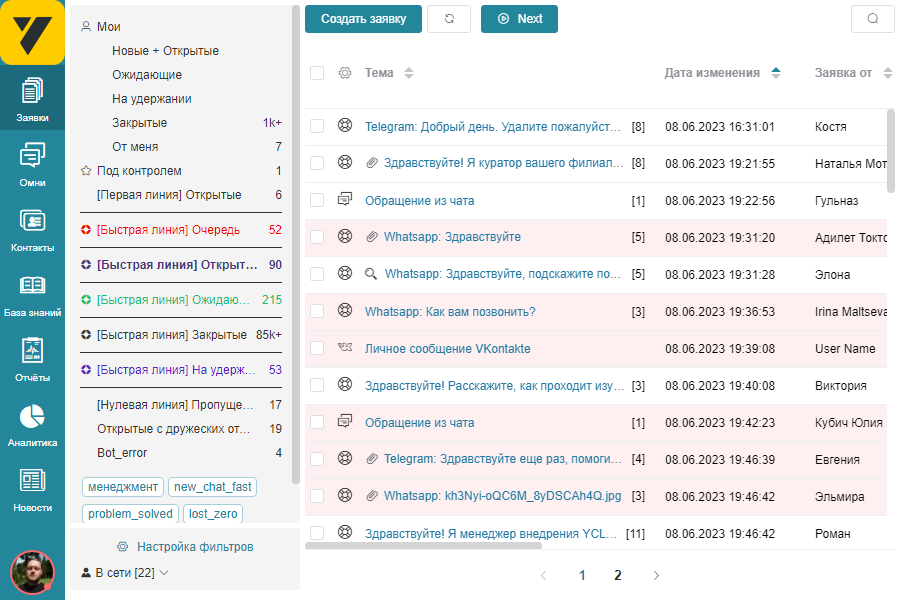 Заявки
Омни
Контакты
База знаний
Отчёты
Аналитика
Новости
Мои
Новые + Открытые
Ожидающие
На удержании
Закрытые 1k+
От меня 7
Под контролем 1
[Первая линия] Открытые 6
[Быстрая линия] Очередь 52
[Быстрая линия] Открыт... 90
[Быстрая линия] Ожидаю... 215
[Быстрая линия] Закрытые 85k+
[Быстрая линия] На удерж... 53
[Нулевая линия] Пропуще... 17
Открытые с дружеских от... 19
Bot_error 4
менеджмент new_chat_fast
problem_solved lost_zero
Настройка фильтров
В сети [22]
Создать заявку Next
Тема Дата изменения Заявка от
Telegram: Добрый день. Удалите пожалуйст... [8] 08.06.2023 16:31:01 Костя
Здравствуйте! Я куратор вашего филиал... [8] 08.06.2023 19:21:55 Наталья Мот
Обращение из чата [1] 08.06.2023 19:22:56 Гульназ
Whatsapp: Здравствуйте [5] 08.06.2023 19:31:20 Адилет Токто
Whatsapp: Здравствуйте, подскажите по... [5] 08.06.2023 19:31:28 Элона
Whatsapp: Как вам позвонить? [3] 08.06.2023 19:36:53 Irina Maltseva
Личное сообщение VKontakte 08.06.2023 19:39:08 User Name
Здравствуйте! Расскажите, как проходит изу... [3] 08.06.2023 19:40:08 Виктория
Обращение из чата [1] 08.06.2023 19:42:23 Кубич Юлия
Telegram: Здравствуйте еще раз, помоги... [4] 08.06.2023 19:46:39 Евгения
Whatsapp: kh3Nyi-oQC6M_8yDSCAh4Q.jpg [3] 08.06.2023 19:46:42 Эльмира
Здравствуйте! Я менеджер внедрения YCL... [11] 08.06.2023 19:46:42 Роман
1 2